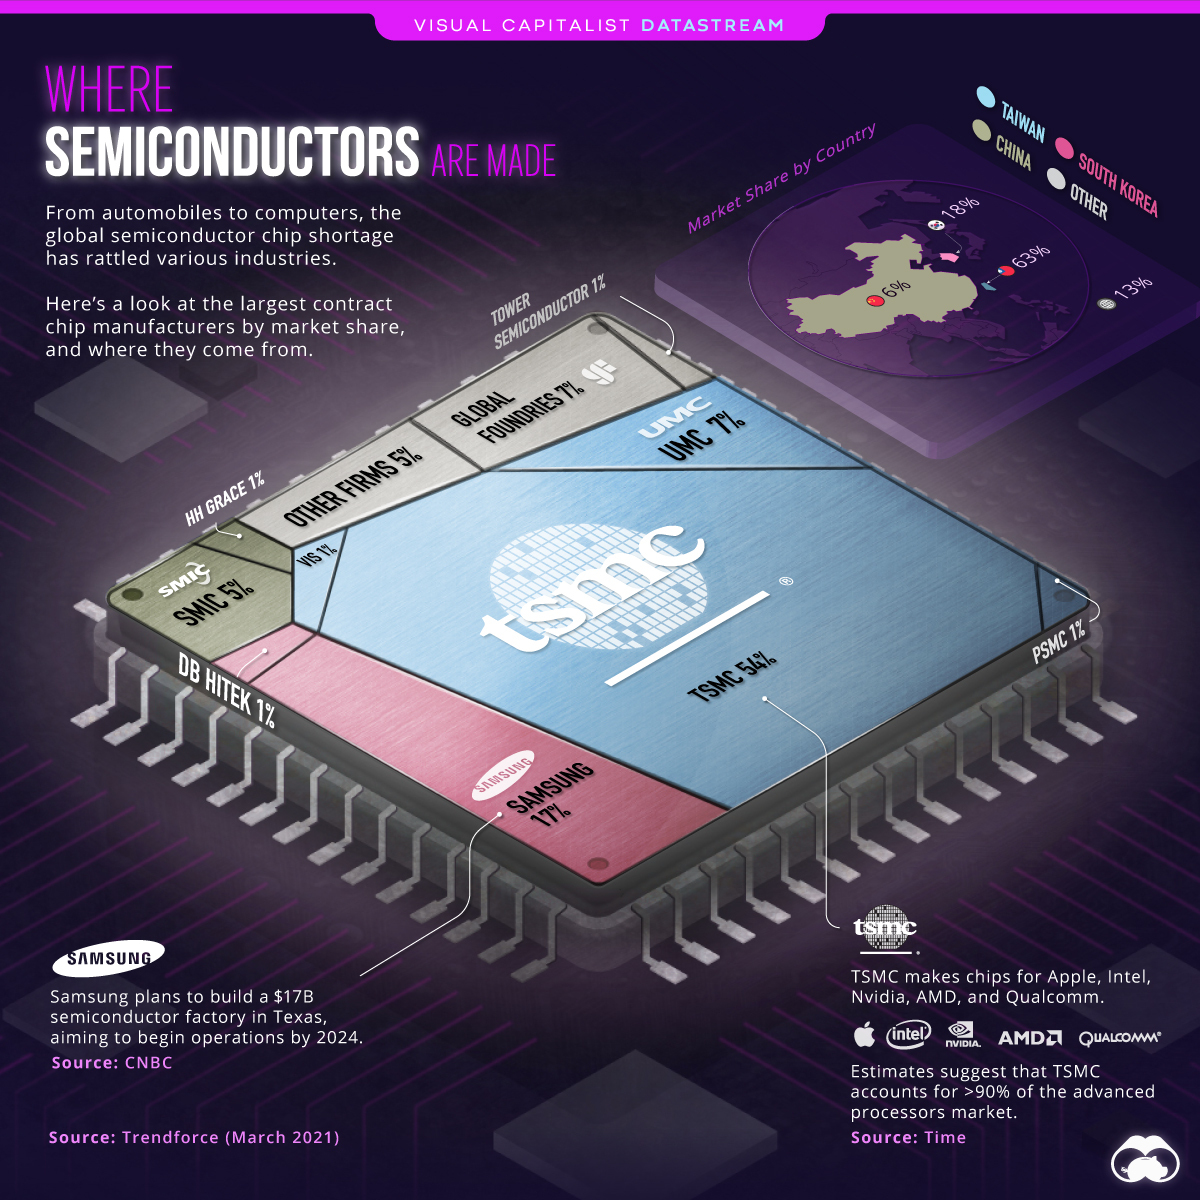 VISUAL CAPITALIST DATASTREAM
WHERE
SEMICONDUCTORS ARE MADE
From automobiles to computers, the
global semiconductor chip shortage
has rattled various industries.
Here's a look at the largest contract
chip manufacturers by market share,
and where they come from.
Market Share by Country
TAIWAN
CHINA
SOUTH KOREA
OTHER
18%
63%
6%
13%
TOWER
SEMICONDUCTOR 1%
GLOBAL
FOUNDRIES 7%
GF
UMC
UMC 7%
OTHER FIRMS 5%
HH GRACE 1%
VIS 1%
SMIC
SMIC 5%
tsmc
®
TSMC 54%
PSMC 1%
DB HITEK 1%
SAMSUNG
SAMSUNG
17%
SAMSUNG
Samsung plans to build a $17B
semiconductor factory in Texas,
aiming to begin operations by 2024.
Source: CNBC
Source: Trendforce (March 2021)
tsmc
TSMC makes chips for Apple, Intel,
Nvidia, AMD, and Qualcomm.
intel NVIDIA. AMD QUALCOMM®
Estimates suggest that TSMC
accounts for >90% of the advanced
processors market.
Source: Time